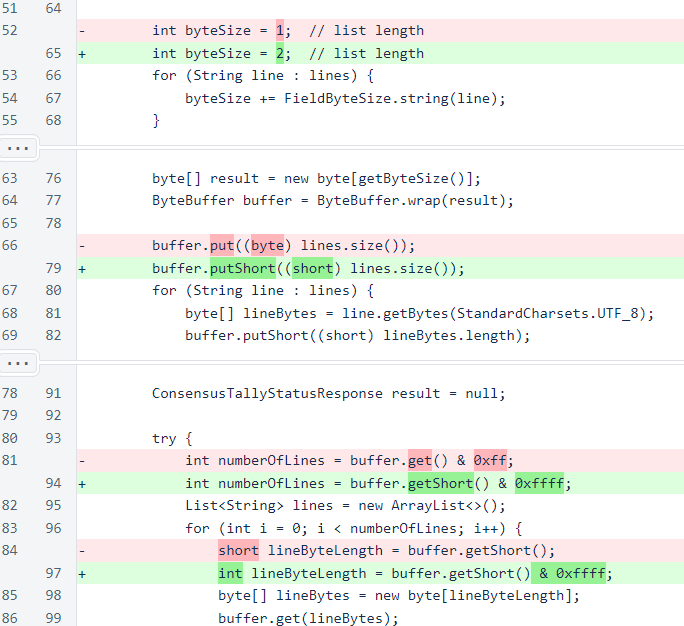 51 64
52 - int byteSize = 1; // list length
65 + int byteSize = 2; // list length
53 66 for (String line : lines) {
54 67 byteSize += FieldByteSize.string(line);
55 68 }
...
63 76 byte[] result = new byte[getByteSize()];
64 77 ByteBuffer buffer = ByteBuffer.wrap(result);
65 78
66 - buffer.put((byte) lines.size());
79 + buffer.putShort((short) lines.size());
67 80 for (String line : lines) {
68 81 byte[] lineBytes = line.getBytes(StandardCharsets.UTF_8);
69 82 buffer.putShort((short) lineBytes.length);
...
78 91 ConsensusTallyStatusResponse result = null;
79 92
80 93 try {
81 - int numberOfLines = buffer.get() & 0xff;
94 + int numberOfLines = buffer.getShort() & 0xffff;
82 95 List<String> lines = new ArrayList<>();
83 96 for (int i = 0; i < numberOfLines; i++) {
84 - short lineByteLength = buffer.getShort();
97 + int lineByteLength = buffer.getShort() & 0xffff;
85 98 byte[] lineBytes = new byte[lineByteLength];
86 99 buffer.get(lineBytes);